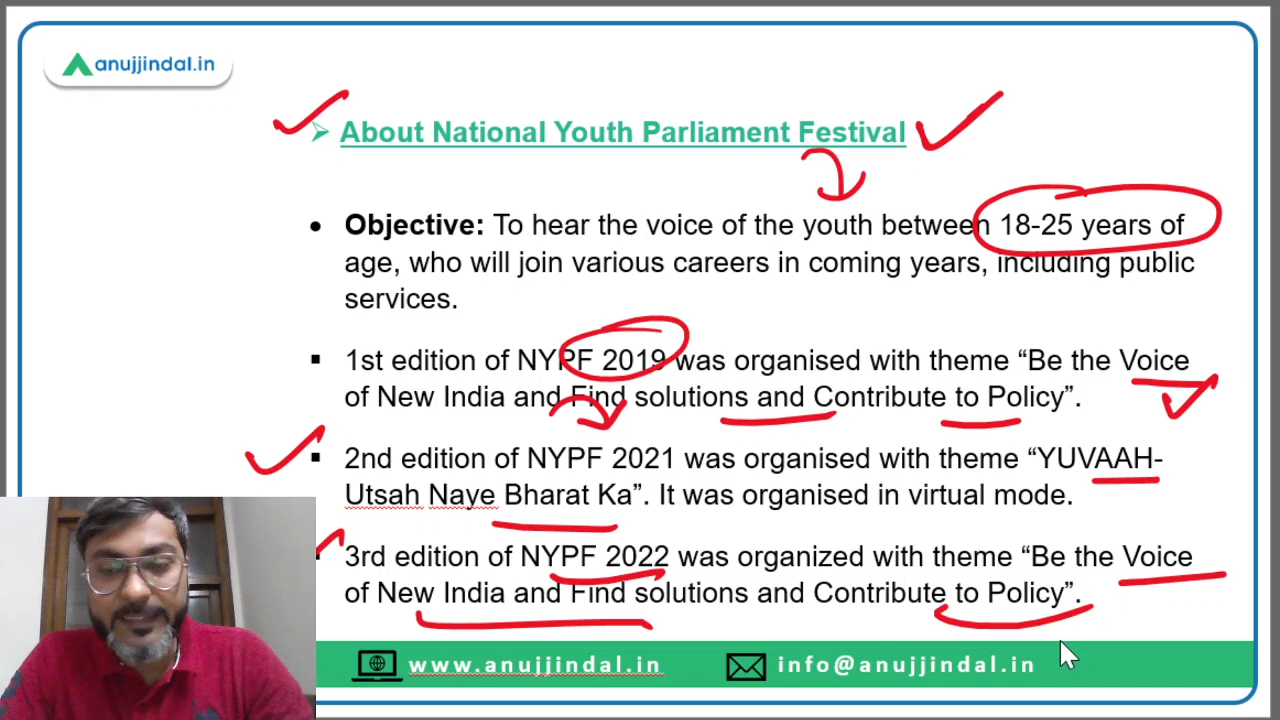 anujjindal.in
➢ About National Youth Parliament Festival
• Objective: To hear the voice of the youth between 18-25 years of
age, who will join various careers in coming years, including public
services.
▪ 1st edition of NYPF 2019 was organised with theme “Be the Voice
of New India and Find solutions and Contribute to Policy”.
▪ 2nd edition of NYPF 2021 was organised with theme “YUVAAH-
Utsah Naye Bharat Ka”. It was organised in virtual mode.
3rd edition of NYPF 2022 was organized with theme “Be the Voice
of New India and Find solutions and Contribute to Policy”.
www.anujjindal.in info@anujjindal.in